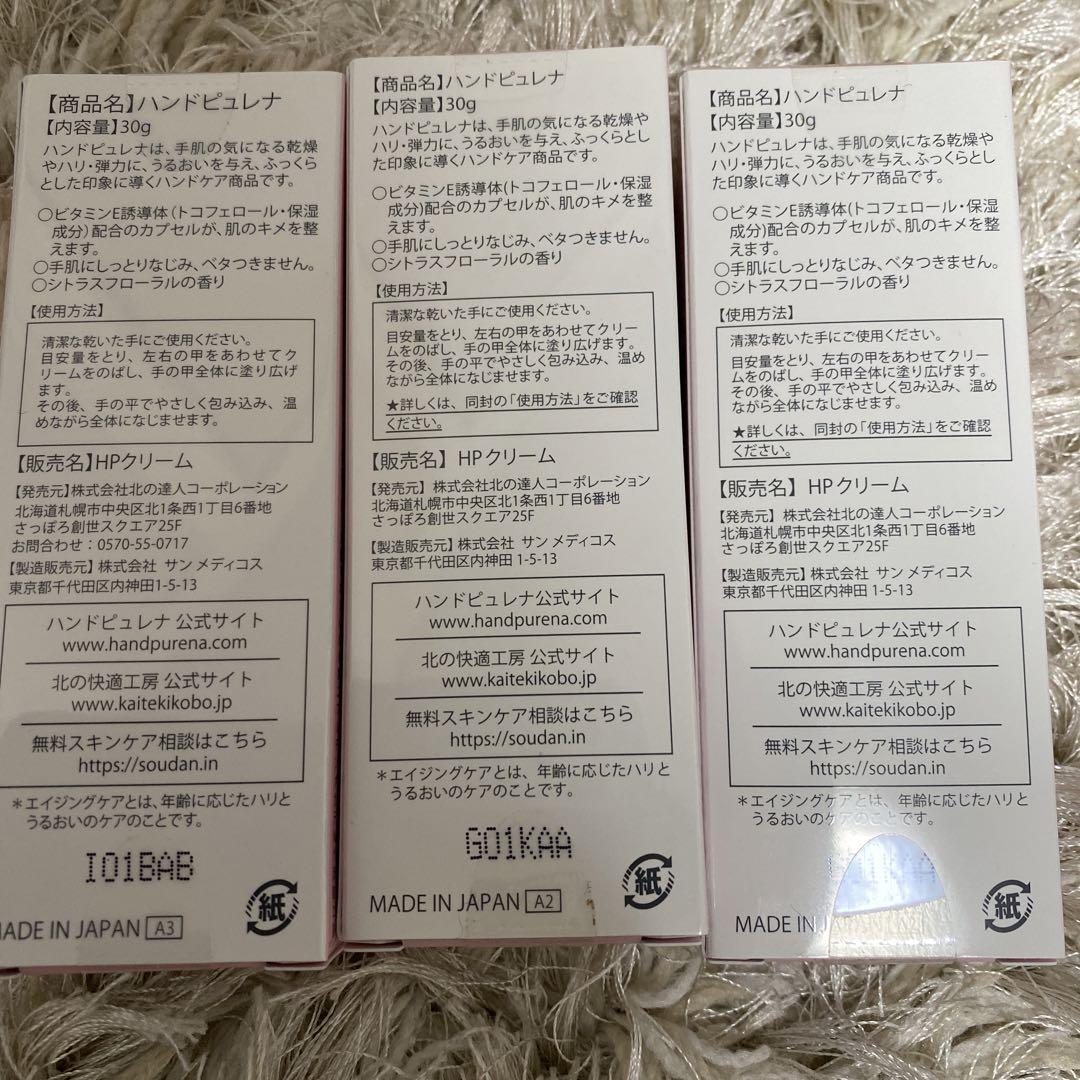 【商品名】ハンドピュレナ
【内容量】30g
ハンドピュレナは、手肌の気になる乾燥
やハリ・弾力に、うるおいを与え、ふっくら
とした印象に導くハンドケア商品です。
○ビタミンE誘導体(トコフェロール・保湿
成分)配合のカプセルが、肌のキメを整
えます。
○手肌にしっとりなじみ、ベタつきません。
○シトラスフローラルの香り
【使用方法】
清潔な乾いた手にご使用ください。
目安量をとり、左右の甲をあわせてク
リームをのばし、手の甲全体に塗り広げ
ます。
その後、手の平でやさしく包み込み、温
めながら全体になじませます。
【販売名】HPクリーム
【発売元】株式会社北の達人コーポレーション
北海道札幌市中央区北1条西1丁目6番地
さっぽろ創世スクエア25F
お問合わせ：0570-55-0717
【製造販売元】株式会社 サン メディコス
東京都千代田区内神田1-5-13
ハンドピュレナ 公式サイト
www.handpurena.com
北の快適工房 公式サイト
www.kaitekikobo.jp
無料スキンケア相談はこちら
https://soudan.in
＊エイジングケアとは、年齢に応じたハリと
うるおいのケアのことです。
I01BAB
紙
MADE IN JAPAN A3
【商品名】ハンドピュレナ
【内容量】30g
ハンドピュレナは、手肌の気になる乾燥や
ハリ・弾力に、うるおいを与え、ふっくらとし
た印象に導くハンドケア商品です。
○ビタミンE誘導体(トコフェロール・保湿
成分)配合のカプセルが、肌のキメを整
えます。
○手肌にしっとりなじみ、ベタつきません。
○シトラスフローラルの香り
【使用方法】
清潔な乾いた手にご使用ください。
目安量をとり、左右の甲をあわせてクリー
ムをのばし、手の甲全体に塗り広げます。
その後、手の平でやさしく包み込み、温め
ながら全体になじませます。
★詳しくは、同封の「使用方法」をご確認
ください。
【販売名】HPクリーム
【発売元】株式会社北の達人コーポレーション
北海道札幌市中央区北1条西1丁目6番地
さっぽろ創世スクエア25F
【製造販売元】株式会社 サン メディコス
東京都千代田区内神田1-5-13
ハンドピュレナ公式サイト
www.handpurena.com
北の快適工房 公式サイト
www.kaitekikobo.jp
無料スキンケア相談はこちら
https://soudan.in
＊エイジングケアとは、年齢に応じたハリと
うるおいのケアのことです。
G01KAA
紙
MADE IN JAPAN A2
【商品名】ハンドピュレナ
【内容量】30g
ハンドピュレナは、手肌の気になる乾燥や
ハリ・弾力に、うるおいを与え、ふっくらとし
た印象に導くハンドケア商品です。
○ビタミンE誘導体(トコフェロール・保湿
成分)配合のカプセルが、肌のキメを整
えます。
○手肌にしっとりなじみ、ベタつきません。
○シトラスフローラルの香り
【使用方法】
清潔な乾いた手にご使用ください。
目安量をとり、左右の甲をあわせてクリー
ムをのばし、手の甲全体に塗り広げます。
その後、手の平でやさしく包み込み、温め
ながら全体になじませます。
★詳しくは、同封の「使用方法」をご確認
ください。
【販売名】HPクリーム
【発売元】株式会社北の達人コーポレーション
北海道札幌市中央区北1条西1丁目6番地
さっぽろ創世スクエア25F
【製造販売元】株式会社 サン メディコス
東京都千代田区内神田1-5-13
ハンドピュレナ公式サイト
www.handpurena.com
北の快適工房 公式サイト
www.kaitekikobo.jp
無料スキンケア相談はこちら
https://soudan.in
＊エイジングケアとは、年齢に応じたハリと
うるおいのケアのことです。
紙
MADE IN